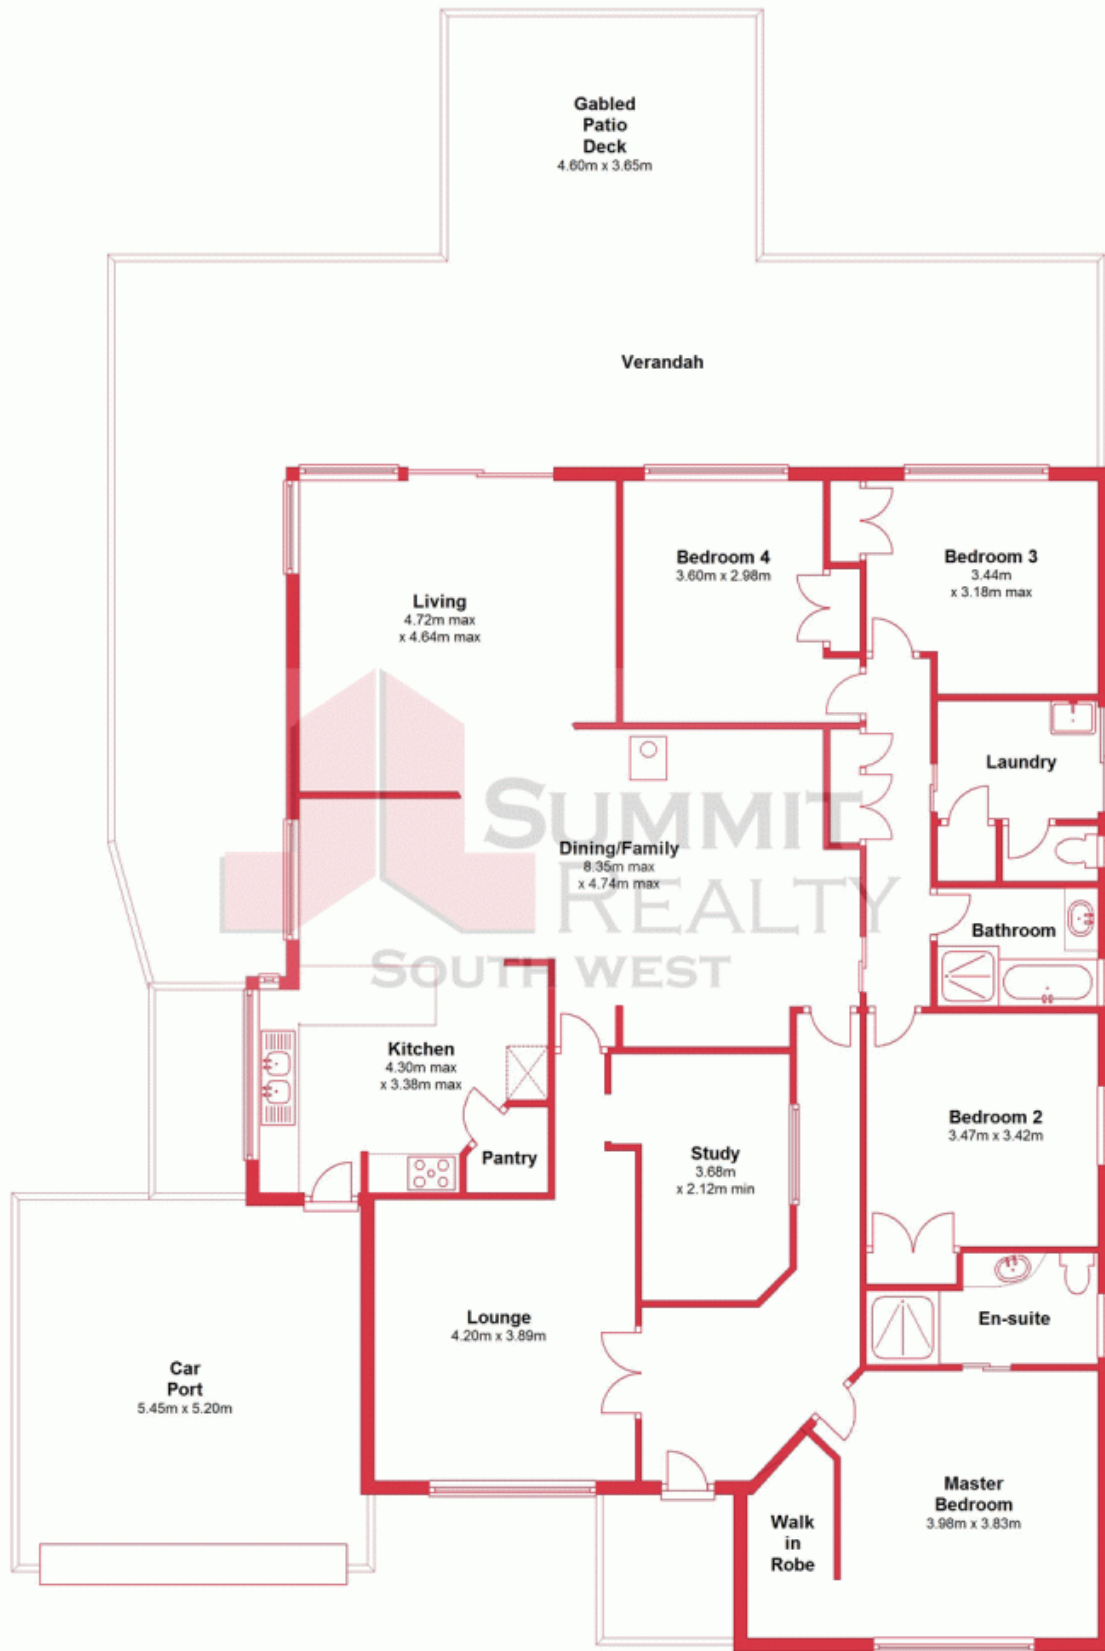 Gabled
Patio
Deck
4.60m x 3.65m
Verandah
Bedroom 4
3.60m x 2.98m
Bedroom 3
3.44m
x 3.18m max
Living
4.72m max
x 4.64m max
Laundry
SUMMIT
REALTY
SOUTH WEST
Dining/Family
8.35m max
x 4.74m max
Bathroom
Kitchen
4.30m max
x 3.38m max
Pantry
Study
3.68m
x 2.12m min
Bedroom 2
3.47m x 3.42m
Lounge
4.20m x 3.89m
En-suite
Car
Port
5.45m x 5.20m
Master
Bedroom
3.98m x 3.83m
Walk
in
Robe